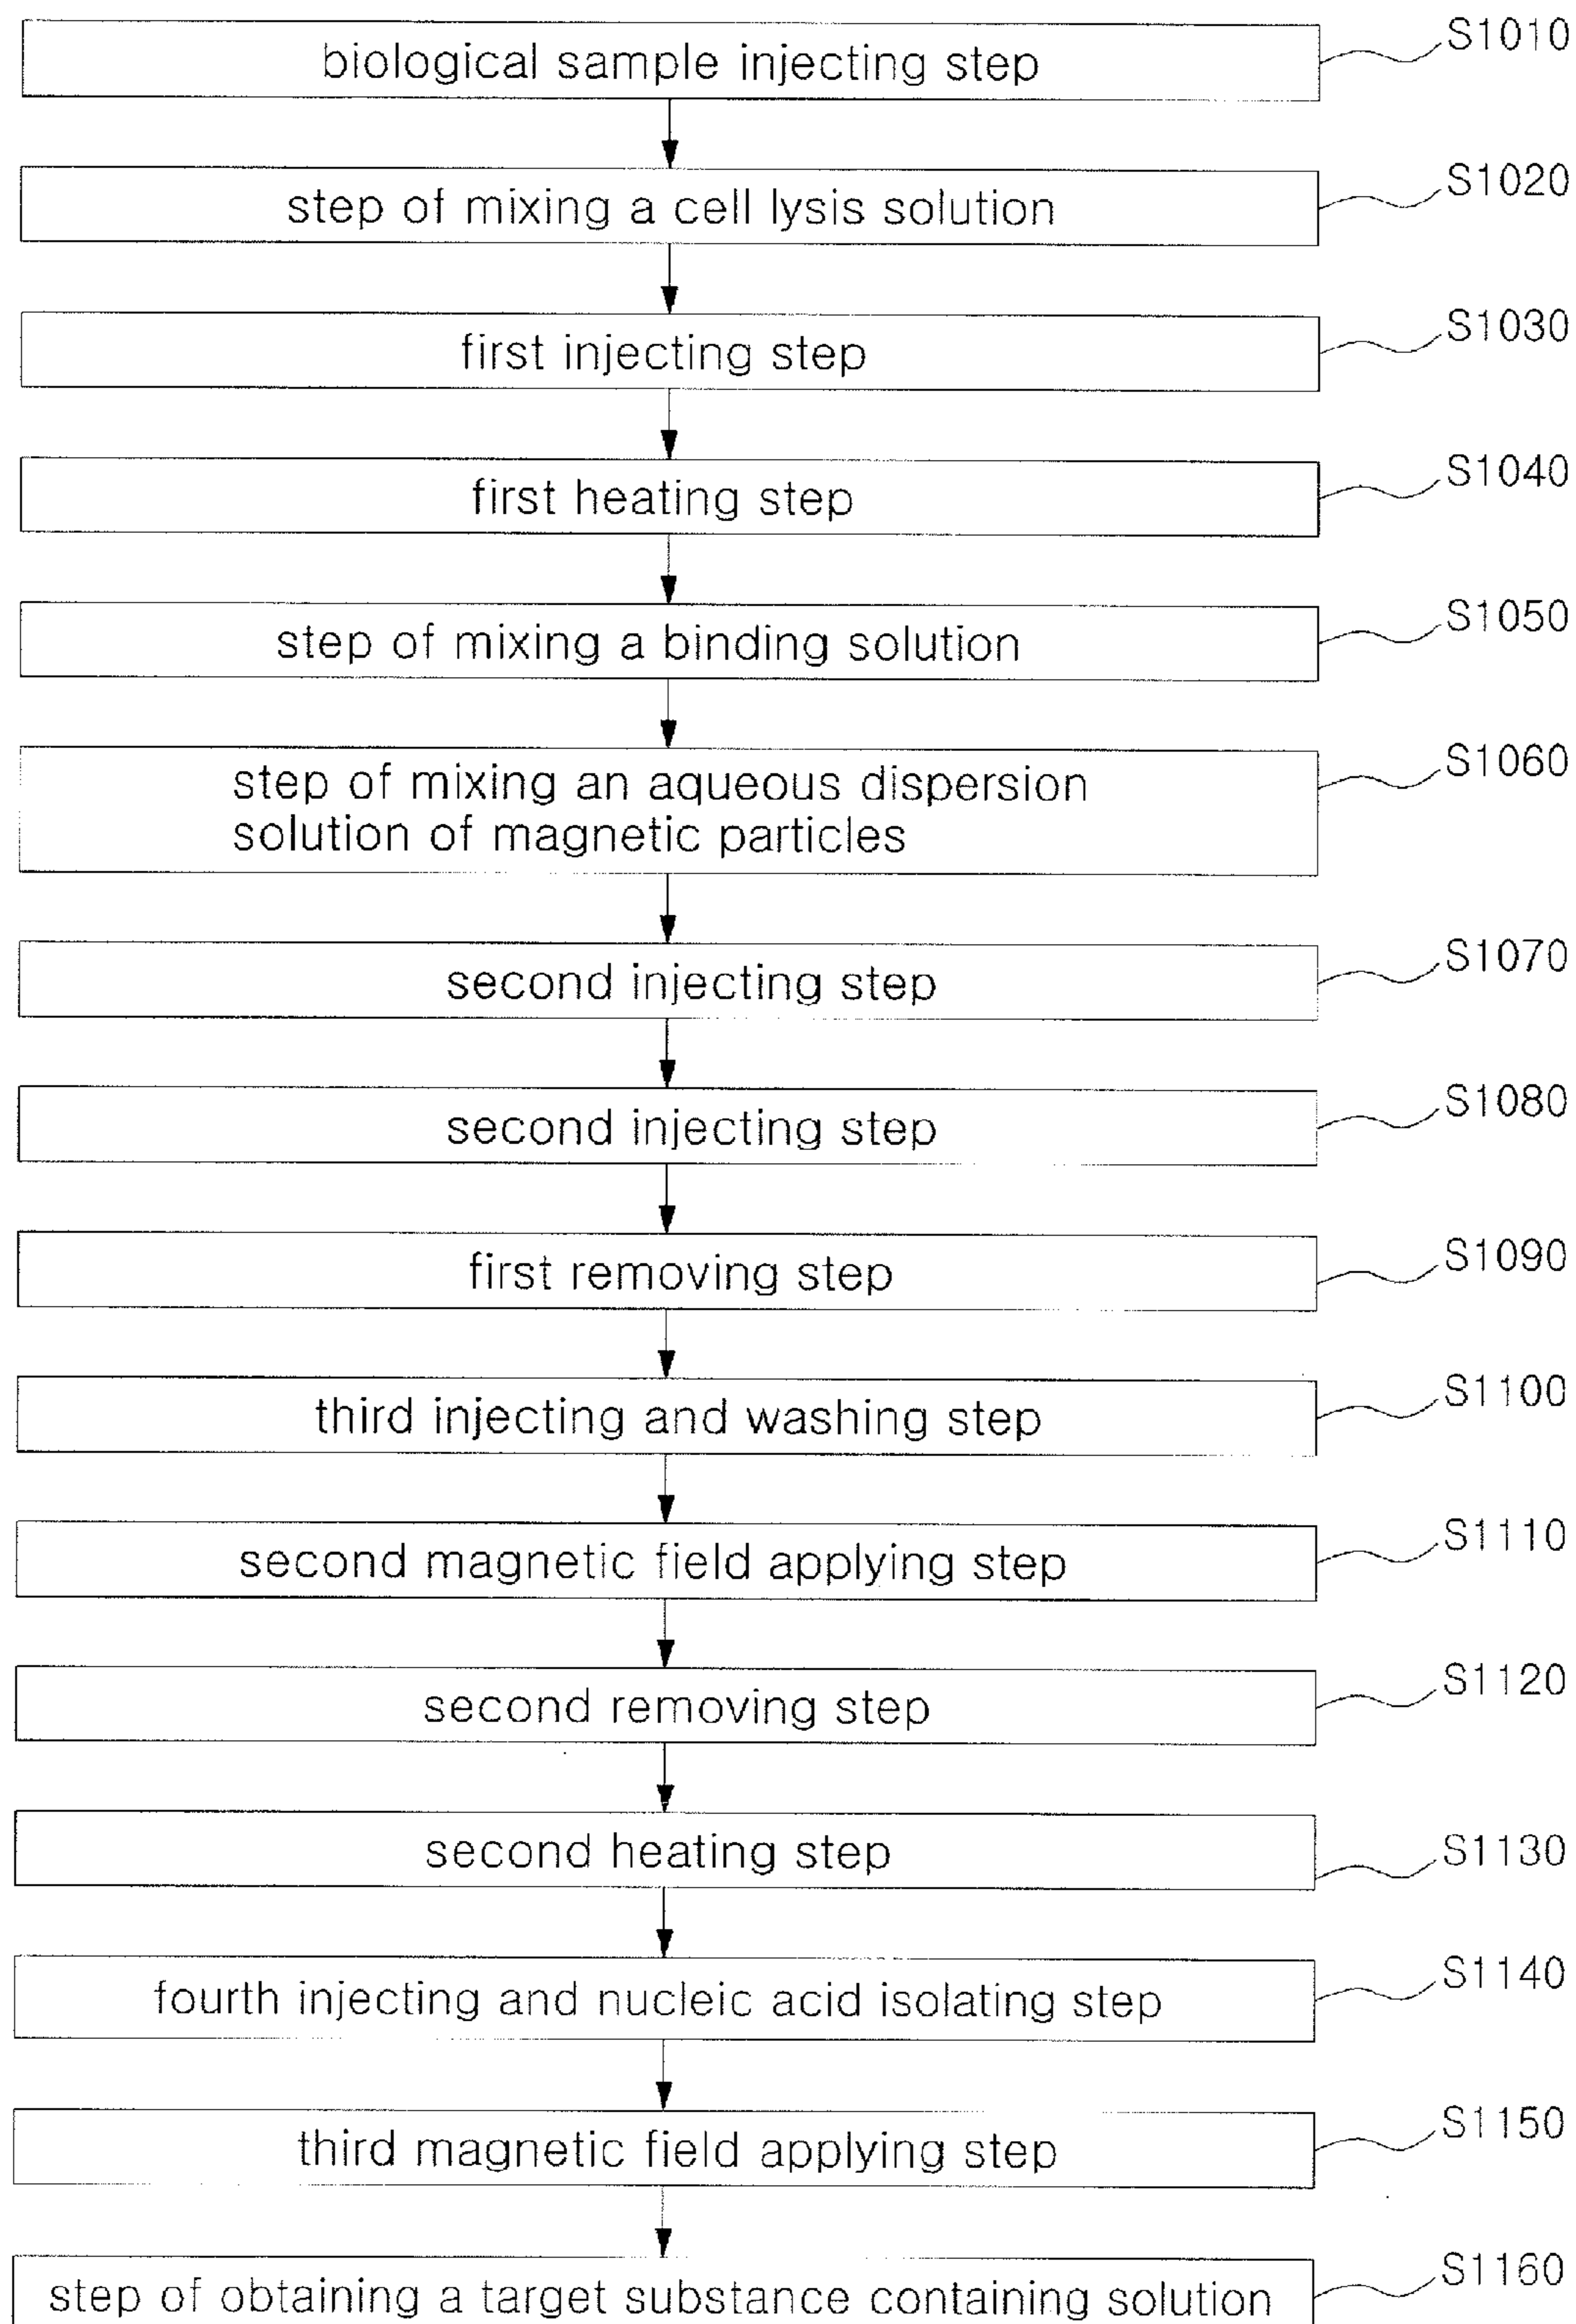 biological sample injecting step
S1010
step of mixing a cell lysis solution
S1020
first injecting step
S1030
first heating step
S1040
step of mixing a binding solution
S1050
step of mixing an aqueous dispersion
solution of magnetic particles
S1060
second injecting step
S1070
second injecting step
S1080
first removing step
S1090
third injecting and washing step
S1100
second magnetic field applying step
S1110
second removing step
S1120
second heating step
S1130
fourth injecting and nucleic acid isolating step
S1140
third magnetic field applying step
S1150
step of obtaining a target substance containing solution
S1160